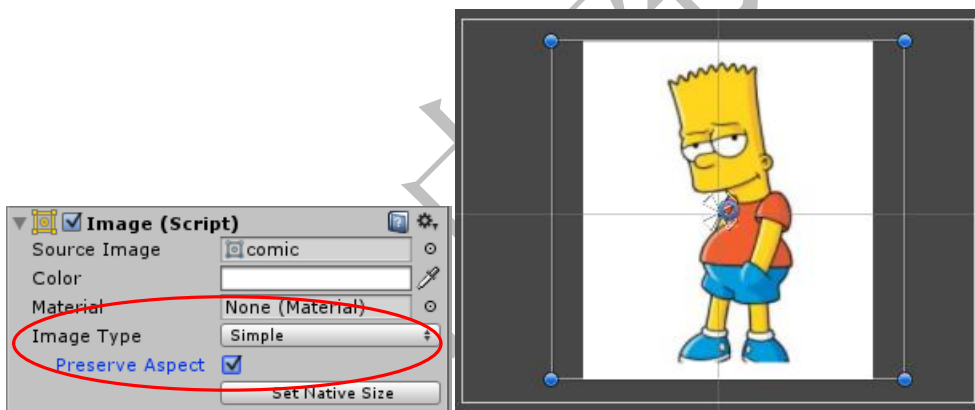 Image (Script)
Source Image comic
Color
Material None (Material)
Image Type Simple
Preserve Aspect
Set Native Size